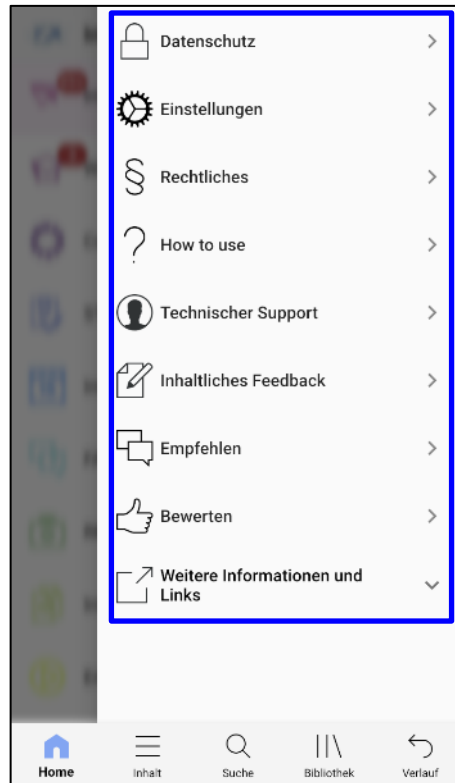 Datenschutz
Einstellungen
Rechtliches
How to use
Technischer Support
Inhaltliches Feedback
Empfehlen
Bewerten
Weitere Informationen und
Links
Home
Inhalt
Suche
Bibliothek
Verlauf